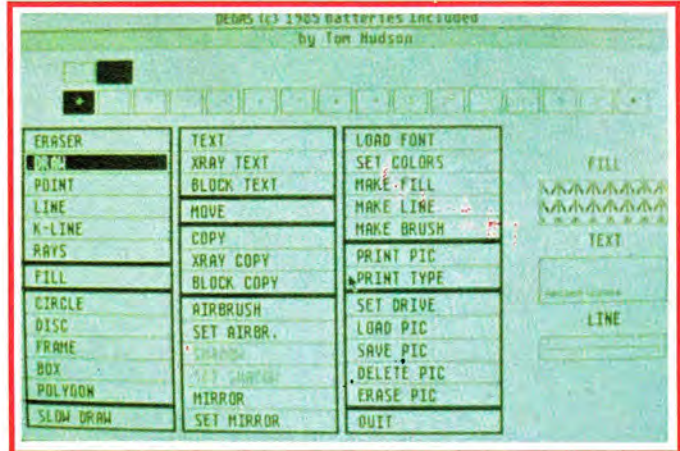 DEGAS (c) 1985 Batteries Included
by Tom Hudson
ERASER
DRAW
POINT
LINE
K-LINE
RAYS
FILL
CIRCLE
DISC
FRAME
BOX
POLYGON
SLOW DRAW
TEXT
XRAY TEXT
BLOCK TEXT
MOVE
COPY
XRAY COPY
BLOCK COPY
AIRBRUSH
SET AIRBR.
SHADOW
SET SHADOW
MIRROR
SET MIRROR
LOAD FONT
SET COLORS
MAKE FILL
MAKE LINE
MAKE BRUSH
PRINT PIC
PRINT TYPE
SET DRIVE
LOAD PIC
SAVE PIC
DELETE PIC
ERASE PIC
QUIT
FILL
TEXT
LINE